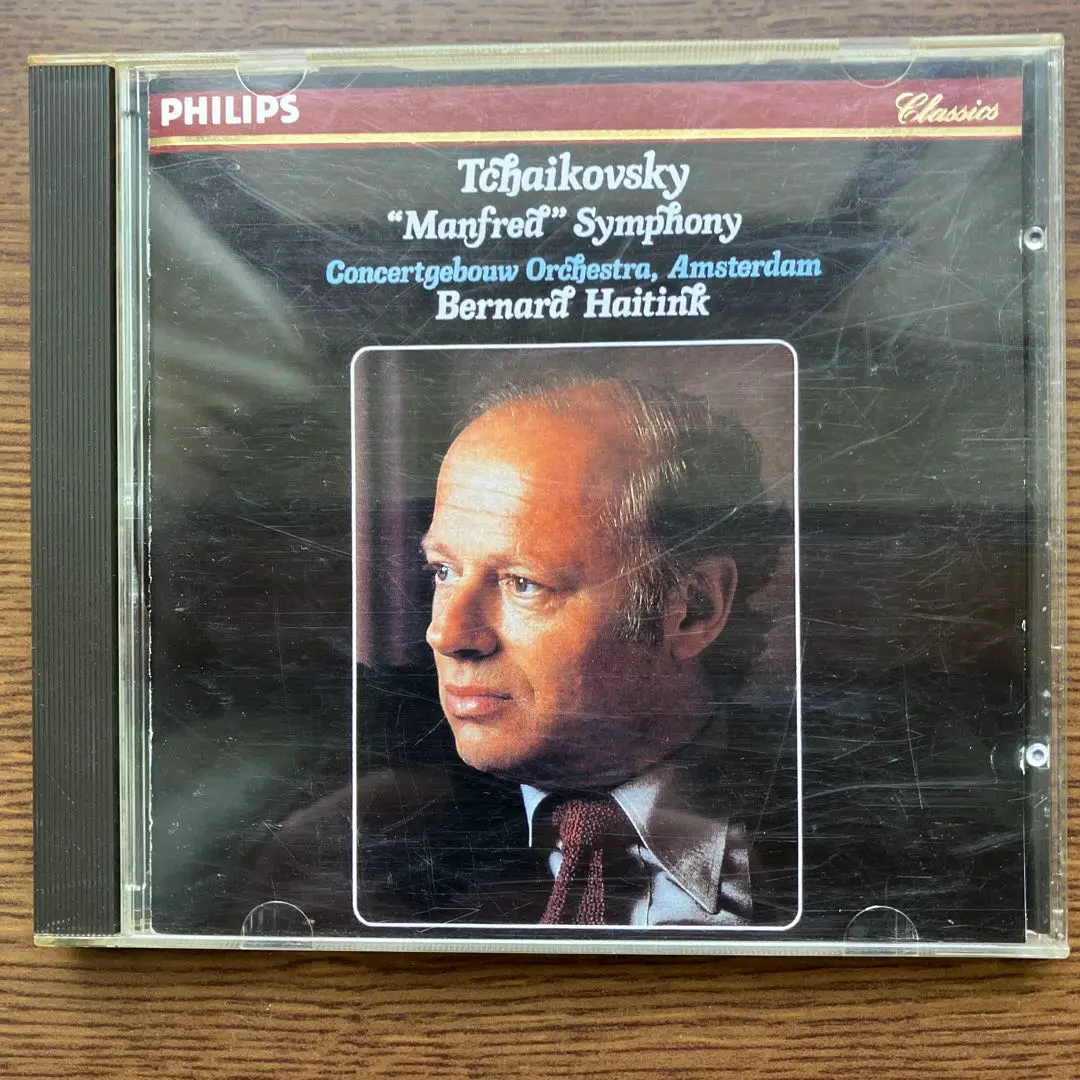 PHILIPS
Classics
Tchaikovsky
“Manfred” Symphony
Concertgebouw Orchestra, Amsterdam
Bernard Haitink